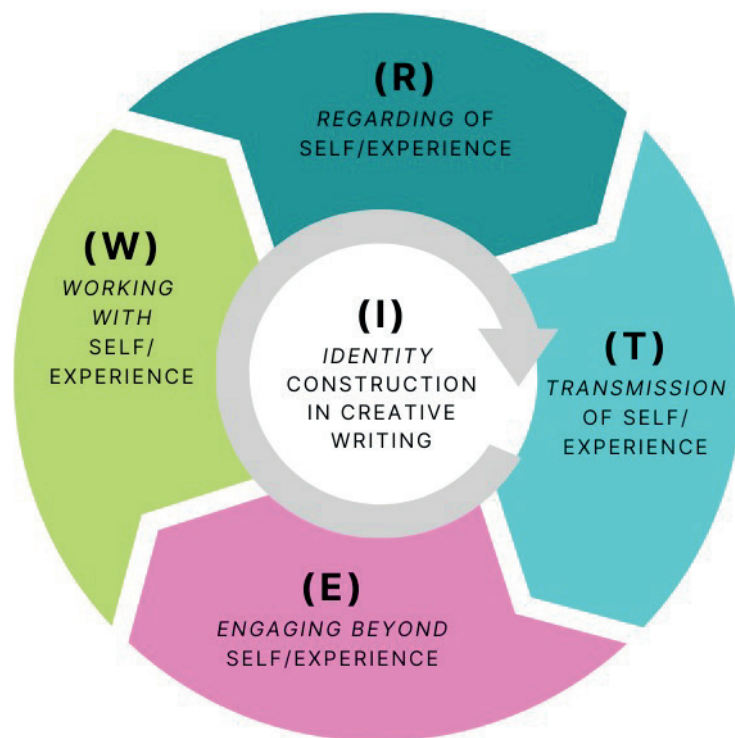 (R)
REGARDING OF
SELF/EXPERIENCE
(W)
WORKING
WITH
SELF/
EXPERIENCE
(I)
IDENTITY
CONSTRUCTION
IN CREATIVE
WRITING
(T)
TRANSMISSION
OF SELF/
EXPERIENCE
(E)
ENGAGING BEYOND
SELF/EXPERIENCE